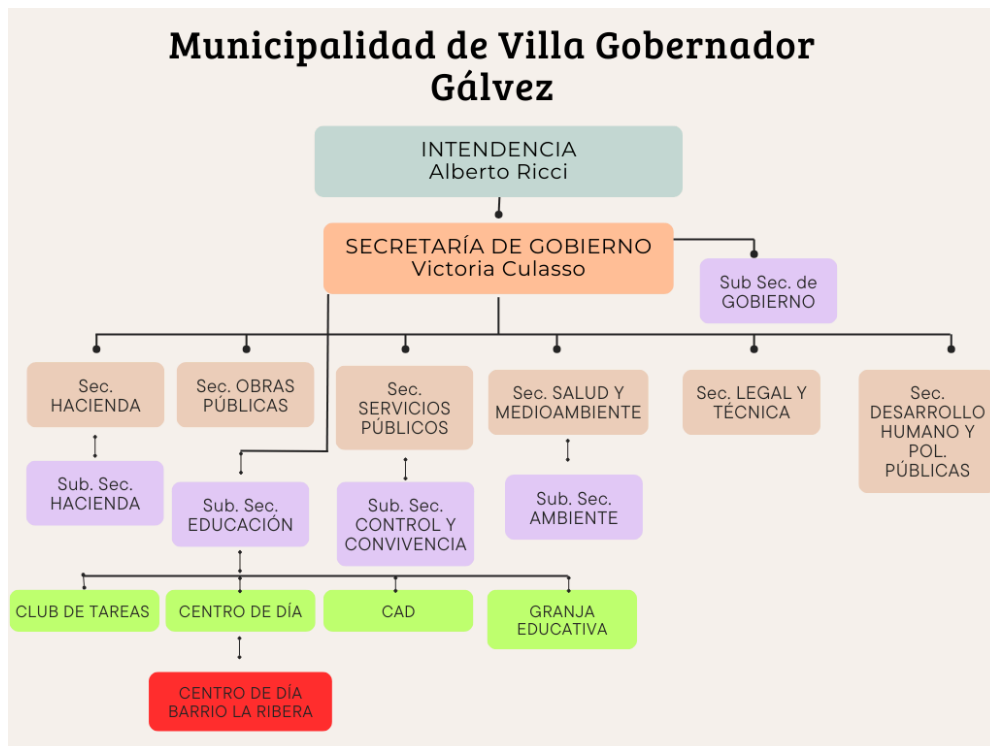 Municipalidad de Villa Gobernador
Gálvez
INTENDENCIA
Alberto Ricci
SECRETARÍA DE GOBIERNO
Victoria Culasso
Sub Sec. de
GOBIERNO
Sec.
HACIENDA
Sec. OBRAS
PÚBLICAS
Sec.
SERVICIOS
PÚBLICOS
Sec. SALUD Y
MEDIOAMBIENTE
Sec. LEGAL Y
TÉCNICA
Sec.
DESARROLLO
HUMANO Y
POL.
PÚBLICAS
Sub. Sec.
HACIENDA
Sub. Sec.
EDUCACIÓN
Sub. Sec.
CONTROL Y
CONVIVENCIA
Sub. Sec.
AMBIENTE
CLUB DE TAREAS
CENTRO DE DÍA
CAD
GRANJA
EDUCATIVA
CENTRO DE DÍA
BARRIO LA RIBERA